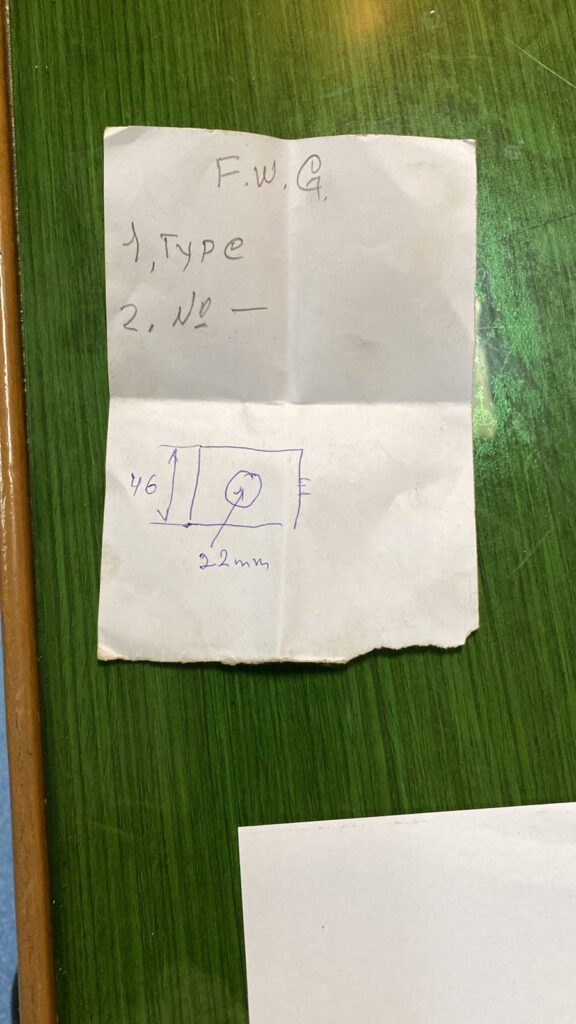 F.W.G.
1, Type
2. № —
46
22mm